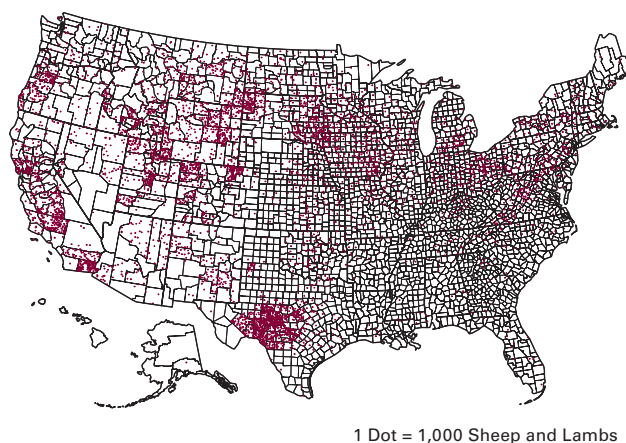 1 Dot = 1,000 Sheep and Lambs